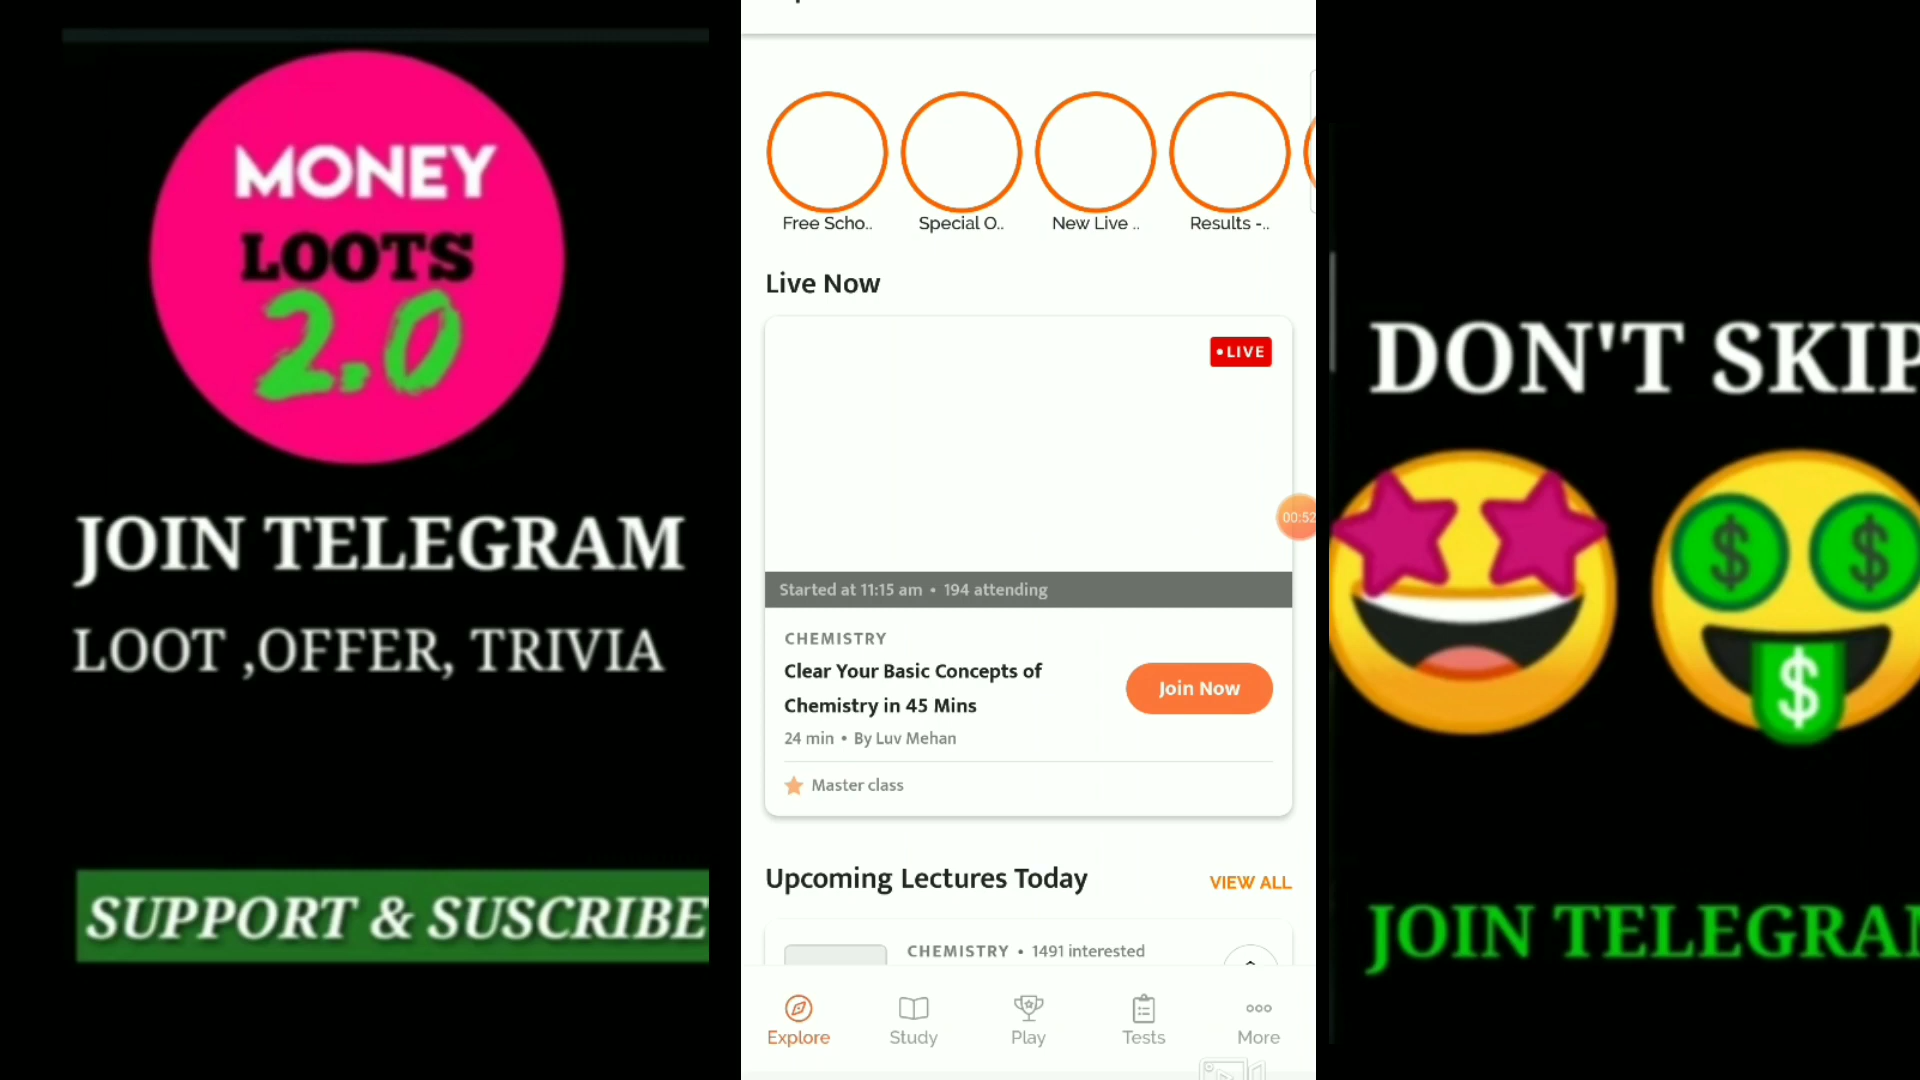 MONEY
LOOTS
2.0
JOIN TELEGRAM
LOOT ,OFFER, TRIVIA
SUPPORT & SUSCRIBE
Free Scho..
Special O..
New Live ..
Results -..
Live Now
LIVE
Started at 11:15 am • 194 attending
CHEMISTRY
Clear Your Basic Concepts of
Chemistry in 45 Mins
Join Now
24 min • By Luv Mehan
Master class
Upcoming Lectures Today
VIEW ALL
CHEMISTRY • 1491 interested
Explore
Study
Play
Tests
More
00:52
DON'T SKIP
JOIN TELEGRAM